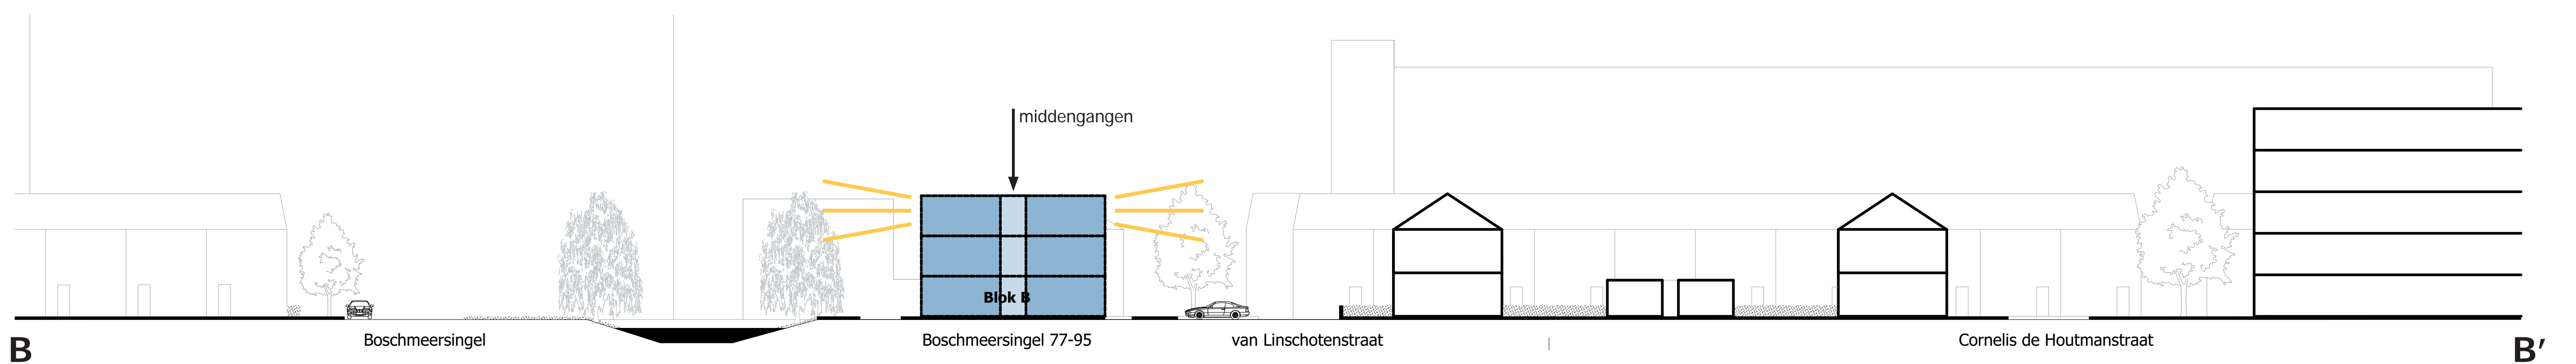 middengangen
Blok B
Boschmeersingel
Boschmeersingel 77-95
van Linschotenstraat
Cornelis de Houtmanstraat
B
B'